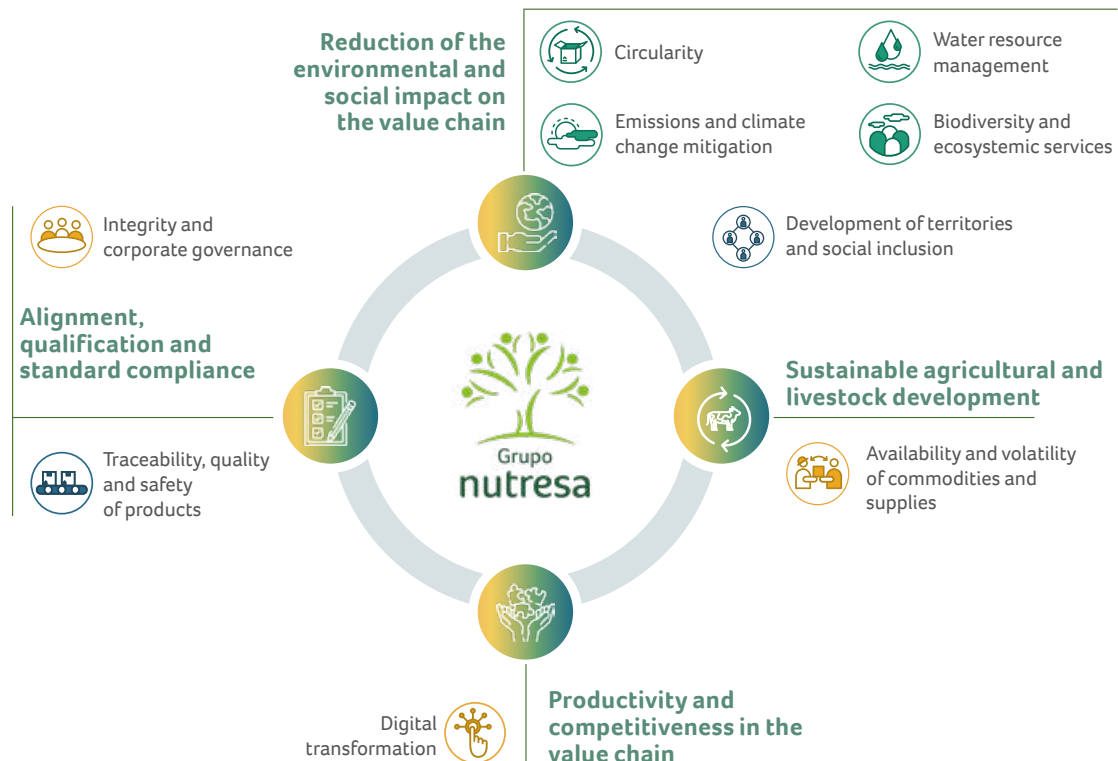 Reduction of the
environmental and
social impact on
the value chain
Circularity
Water resource
management
Emissions and climate
change mitigation
Biodiversity and
ecosystemic services
Integrity and
corporate governance
Development of territories
and social inclusion
Alignment,
qualification and
standard compliance
Sustainable agricultural and
livestock development
Grupo
nutresa
Traceability, quality
and safety
of products
Availability and volatility
of commodities and
supplies
Digital
transformation
Productivity and
competitiveness in the
value chain